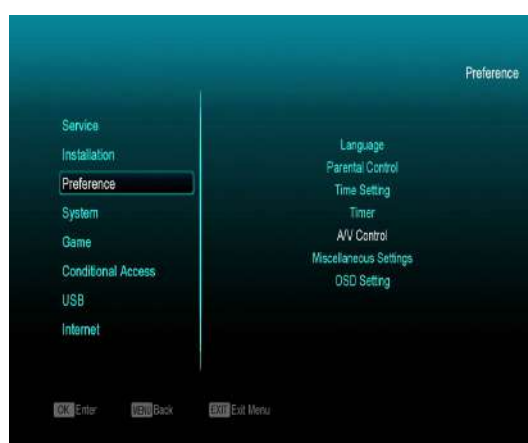 Preference
Service
Installation
Preference
System
Game
Conditional Access
USB
Internet
Language
Parental Control
Time Setting
Timer
A/V Control
Miscellaneous Settings
OSD Setting
OK Enter MENU Back EXIT Exit Menu